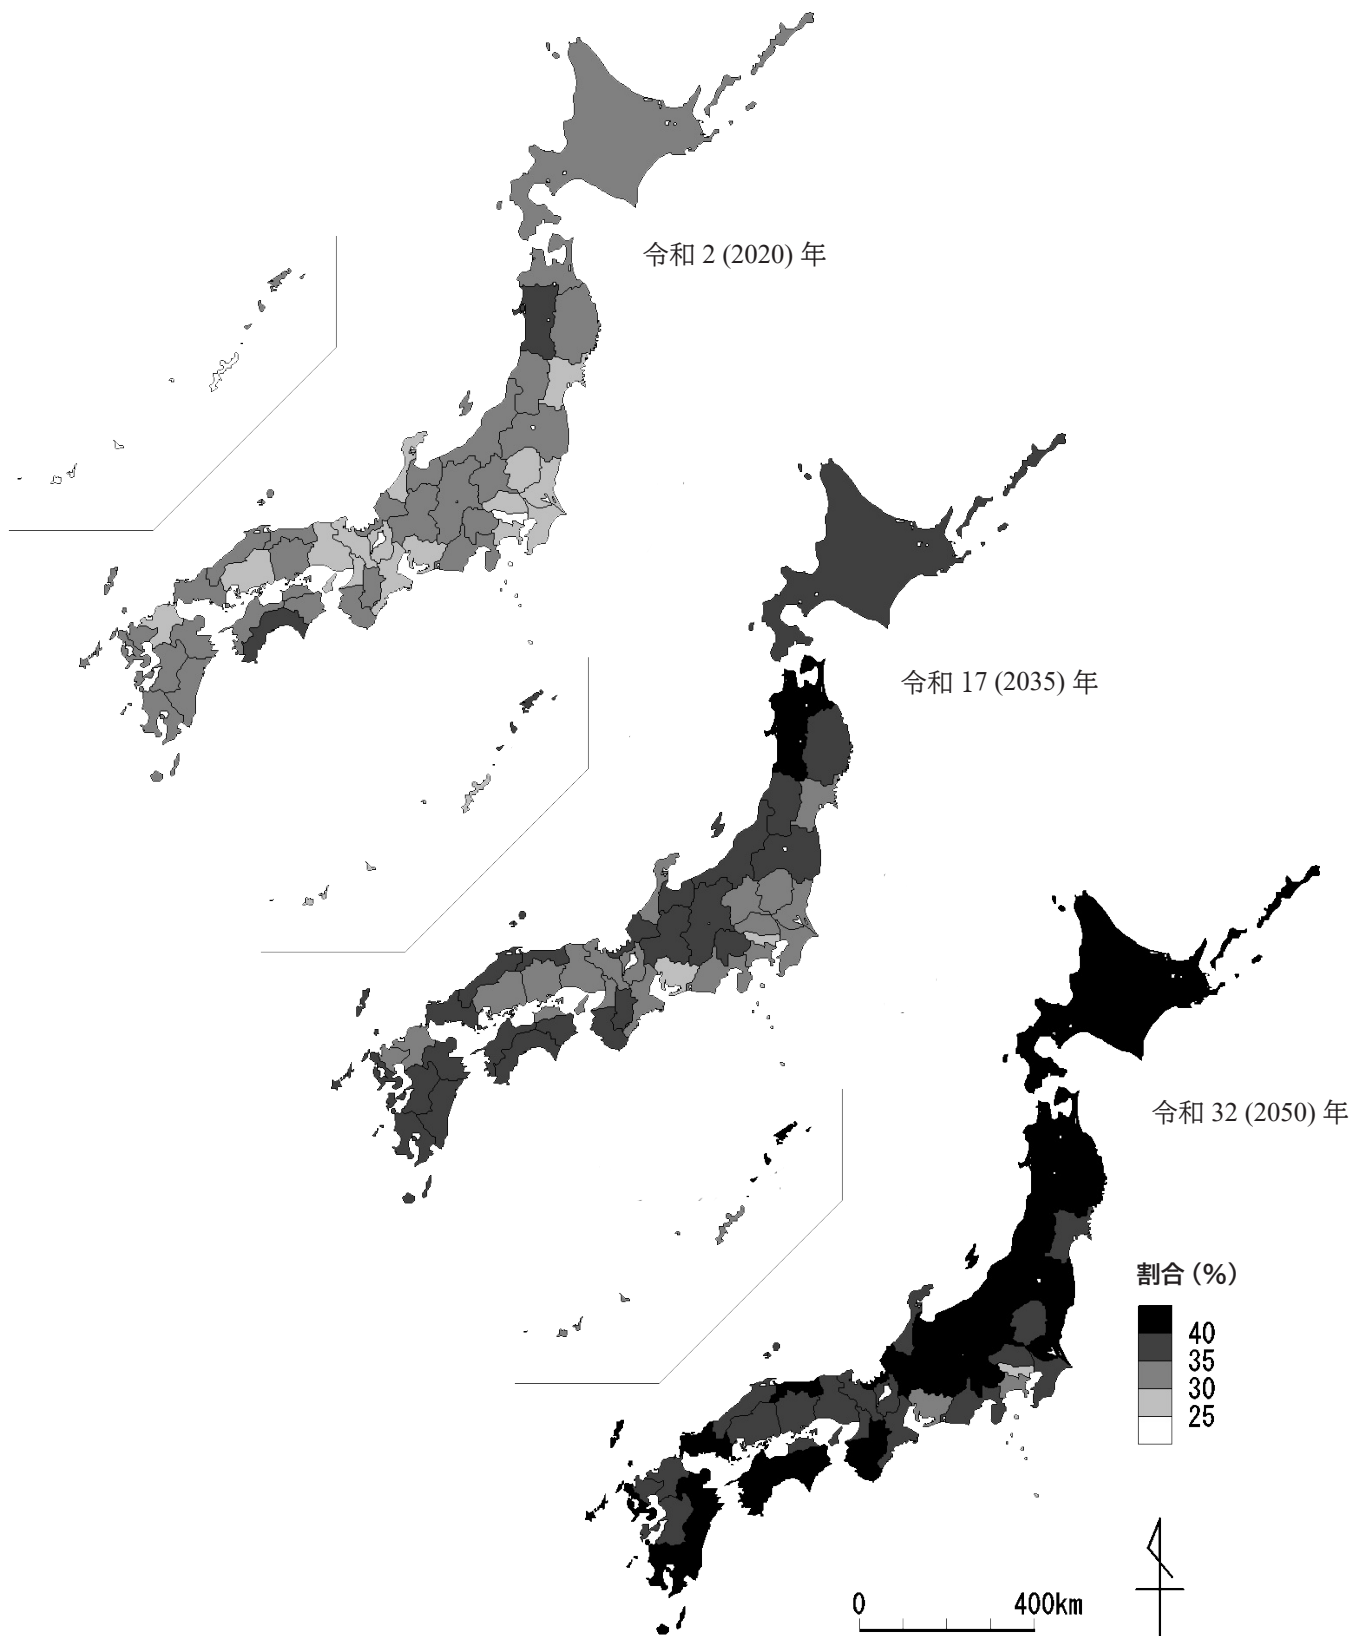 令和 2 (2020) 年
令和 17 (2035) 年
令和 32 (2050) 年
割合 (%)
40
35
30
25
0 400km